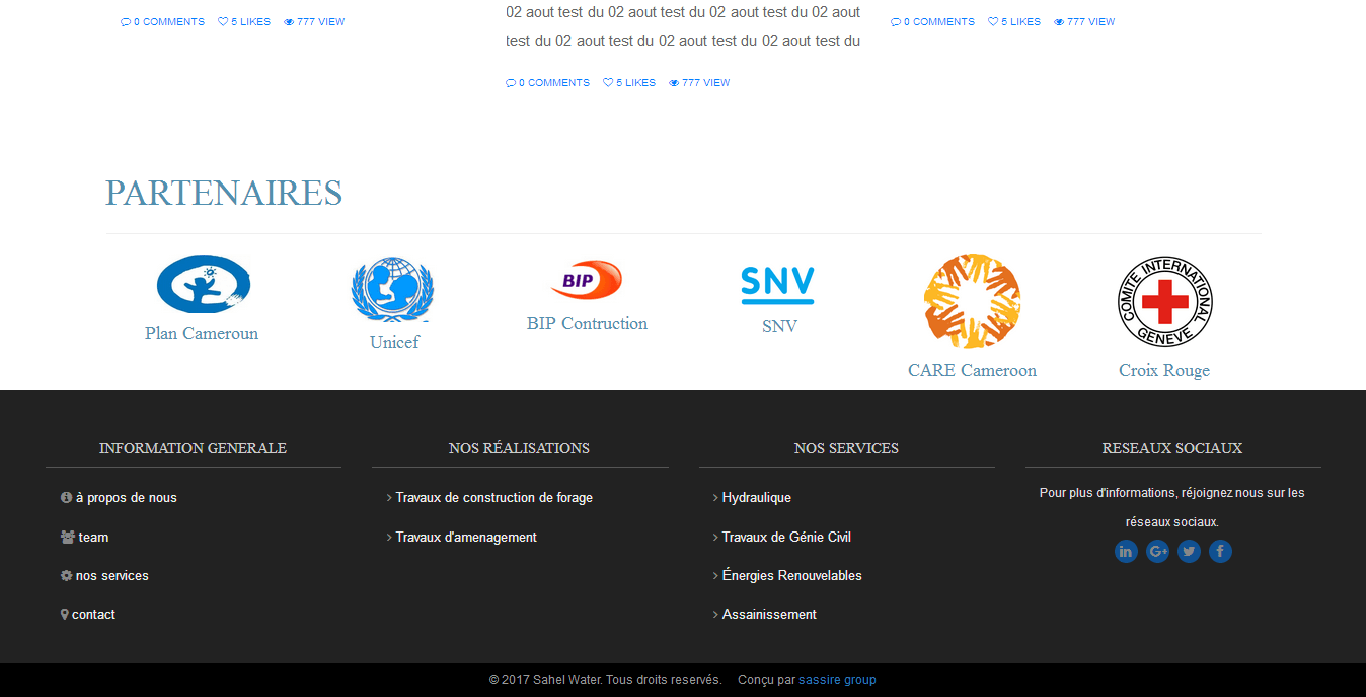 02 aout test du 02 aout test du 02 aout test du 02 aout
test du 02 aout test du 02 aout test du 02 aout test du
0 COMMENTS 5 LIKES 777 VIEW
0 COMMENTS 5 LIKES 777 VIEW
0 COMMENTS 5 LIKES 777 VIEW
PARTENAIRES
BIP
SNV
COMITE INTERNATIONAL
GENEVE
Plan Cameroun
Unicef
BIP Contruction
SNV
CARE Cameroon
Croix Rouge
INFORMATION GENERALE
à propos de nous
team
nos services
contact
NOS RÉALISATIONS
Travaux de construction de forage
Travaux d'amenagement
NOS SERVICES
Hydraulique
Travaux de Génie Civil
Énergies Renouvelables
Assainissement
RESEAUX SOCIAUX
Pour plus d'informations, réjoignez nous sur les
réseaux sociaux.
in G+ f
© 2017 Sahel Water. Tous droits reservés. Conçu par sassire group